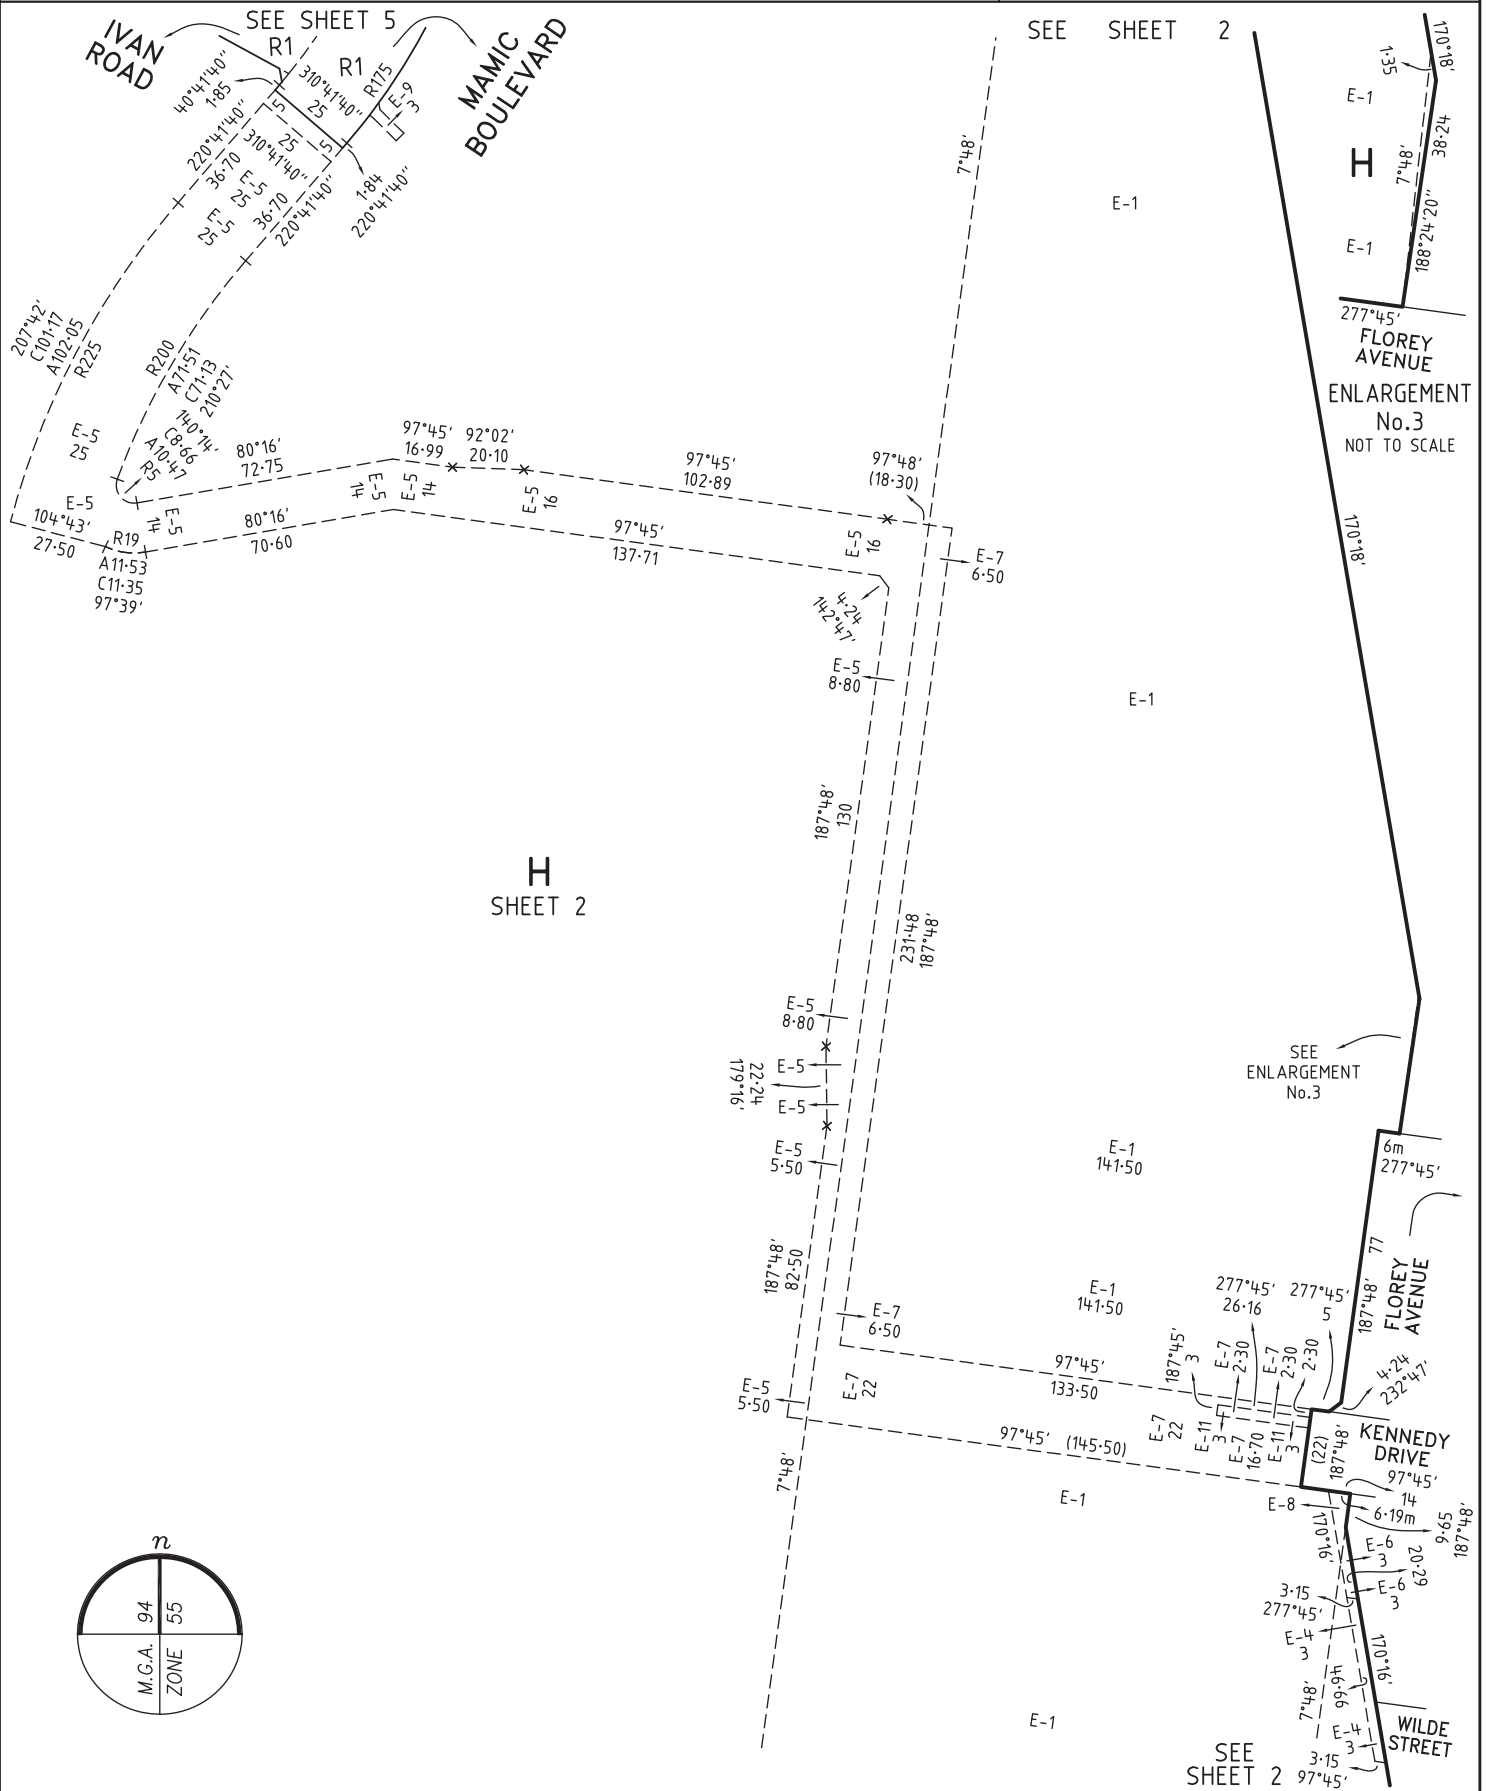 SEE SHEET 5
IVAN
ROAD
R1
R1
MAMIC
BOULEVARD
R175
E-9
3
40°41'40"
1·85
310°41'40"
25
5
25
310°41'40"
5
220°41'40"
36·70
E-5
25
E-5
25
36·70
220°41'40"
1·84
220°41'40"
207°42'
C101·17
A102·05
R225
R200
A71·51
C71·13
210°27'
140°14'
C8·66
A10·47
R5
E-5
25
E-5
104°43'
27·50
E-5
14
R19
A11·53
C11·35
97°39'
80°16'
72·75
80°16'
70·60
E-5
14
E-5
14
97°45'
16·99
92°02'
20·10
E-5
16
97°45'
102·89
97°45'
137·71
97°48'
(18·30)
E-5
16
E-7
6·50
4·24
142°47'
E-5
8·80
187°48'
130
231·48
187°48'
E-5
8·80
E-5
22·24
179°16'
E-5
E-5
5·50
187°48'
82·50
E-7
6·50
E-5
5·50
E-7
22
7°48'
H
SHEET 2
SEE SHEET 2
7°48'
E-1
E-1
170°18'
170°18'
1·35
E-1
H
7°48'
38·24
188°24'20"
E-1
277°45'
FLOREY
AVENUE
ENLARGEMENT
No.3
NOT TO SCALE
SEE
ENLARGEMENT
No.3
6m
277°45'
E-1
141·50
77
187°48'
FLOREY
AVENUE
E-1
141·50
277°45'
26·16
277°45'
5
187°45'
3
E-7
2·30
E-7
2·30
2·30
4·24
232°47'
97°45'
133·50
97°45' (145·50)
E-7
22
E-11
3
E-7
16·70
E-11
3
(22)
187°48'
KENNEDY
DRIVE
97°45'
14
6·19m
9·65
187°48'
E-1
E-8
170°16'
E-6
3
20·29
E-6
3
3·15
277°45'
E-4
3
170°16'
49·66
7°48'
E-4
3
WILDE
STREET
3·15
97°45'
E-1
SEE
SHEET 2
n
M.G.A. 94
ZONE 55